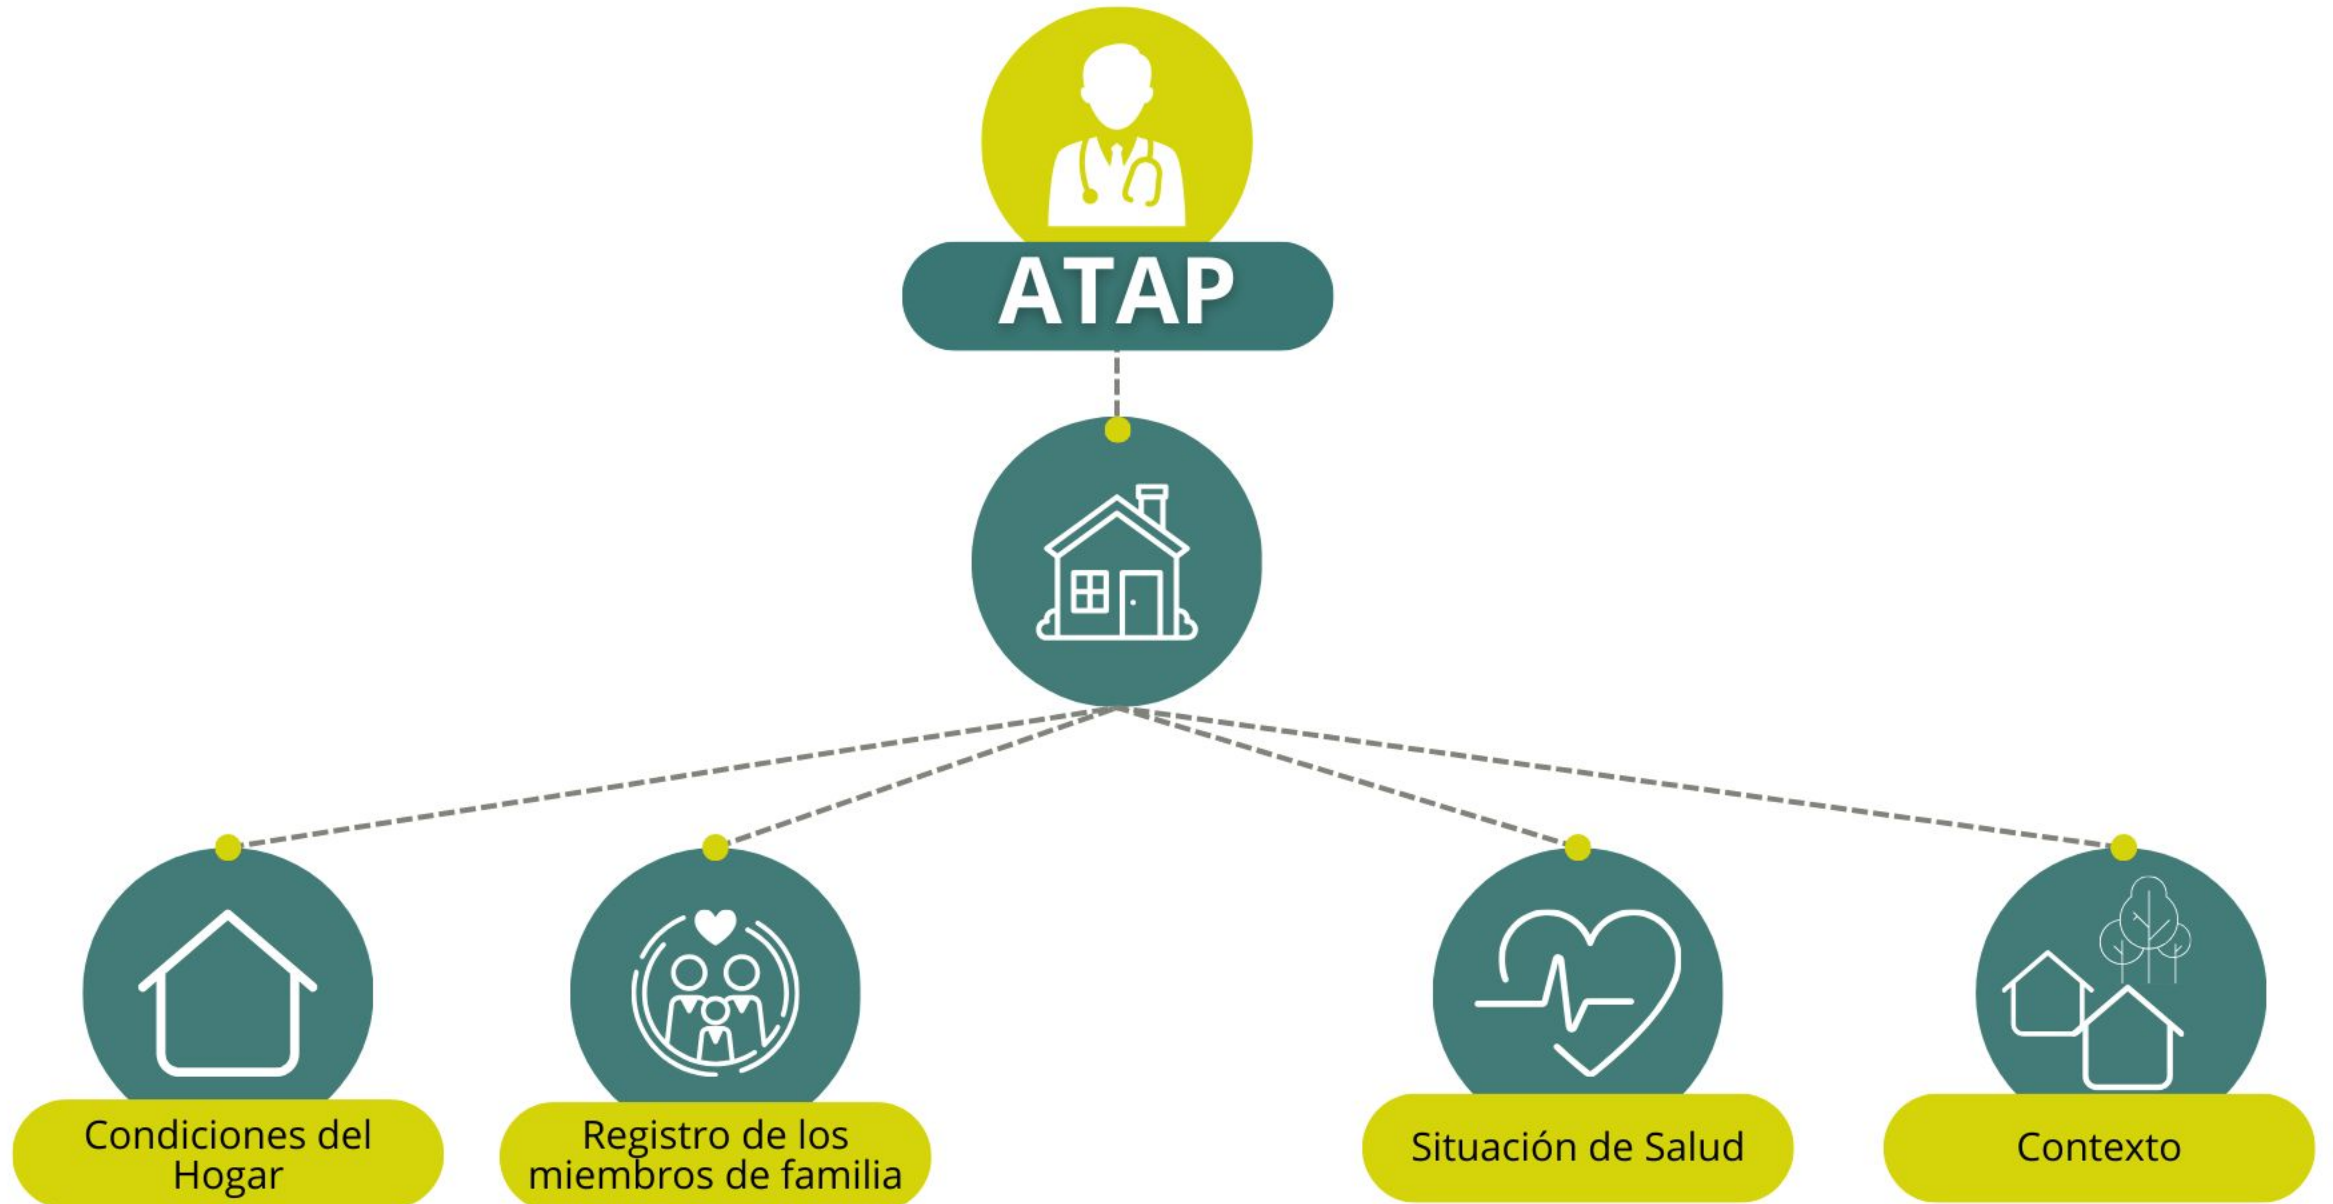 ATAP
Condiciones del
Hogar
Registro de los
miembros de familia
Situación de Salud
Contexto